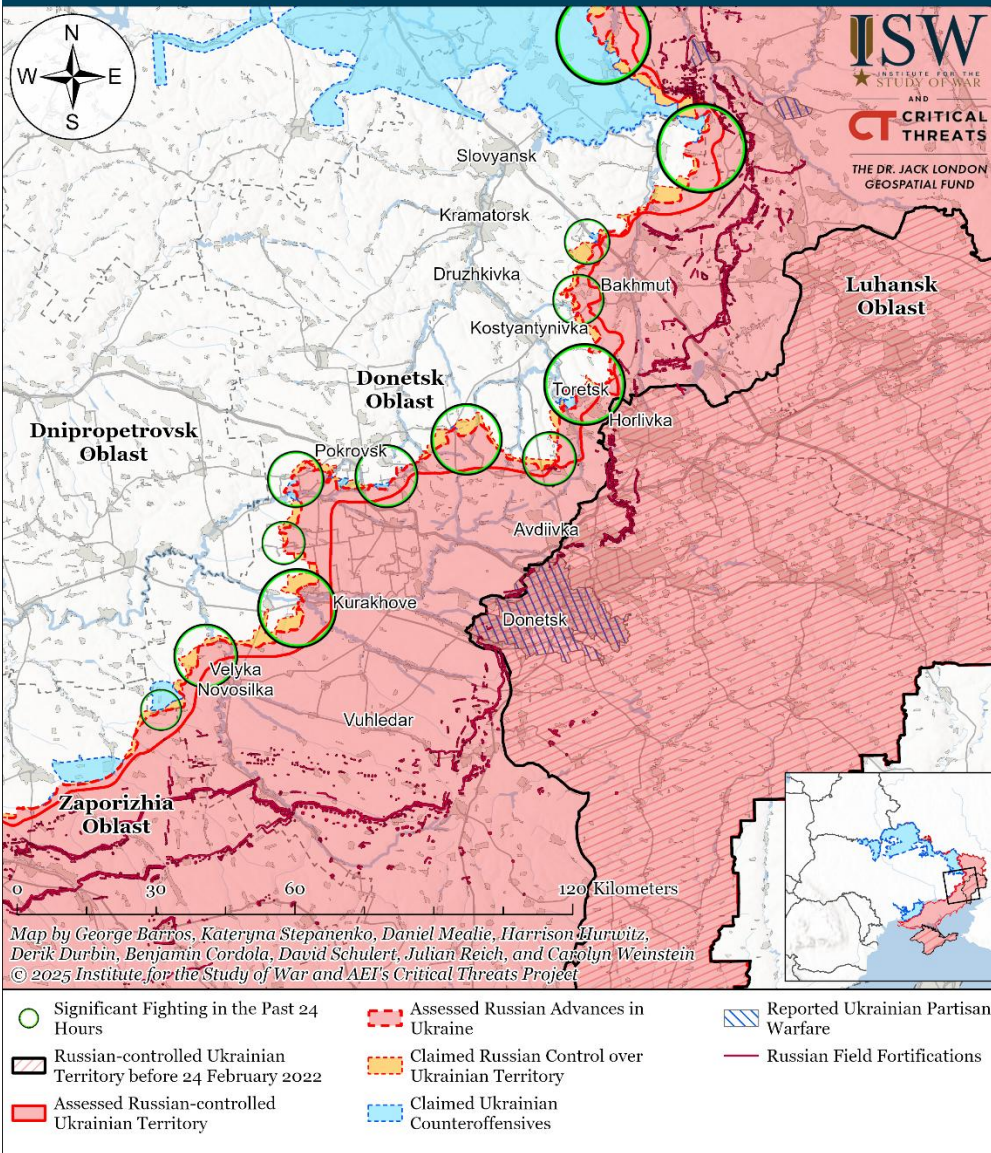 N
W E
S
ISW
INSTITUTE FOR THE
STUDY OF WAR
AND
CT CRITICAL
THREATS
THE DR. JACK LONDON
GEOSPATIAL FUND
Slovyansk
Kramatorsk
Druzhkivka
Bakhmut
Luhansk
Oblast
Kostyantynivka
Donetsk
Oblast
Toretsk
Horlivka
Dnipropetrovsk
Oblast
Pokrovsk
Avdiivka
Kurakhove
Donetsk
Velyka
Novosilka
Vuhledar
Zaporizhia
Oblast
0 30 60 120 Kilometers
Map by George Barros, Kateryna Stepanenko, Daniel Mealie, Harrison Hurwitz,
Derik Durbin, Benjamin Cordola, David Schulert, Julian Reich, and Carolyn Weinstein
© 2025 Institute for the Study of War and AEI's Critical Threats Project
Significant Fighting in the Past 24
Hours
Russian-controlled Ukrainian
Territory before 24 February 2022
Assessed Russian-controlled
Ukrainian Territory
Assessed Russian Advances in
Ukraine
Claimed Russian Control over
Ukrainian Territory
Claimed Ukrainian
Counteroffensives
Reported Ukrainian Partisan
Warfare
Russian Field Fortifications